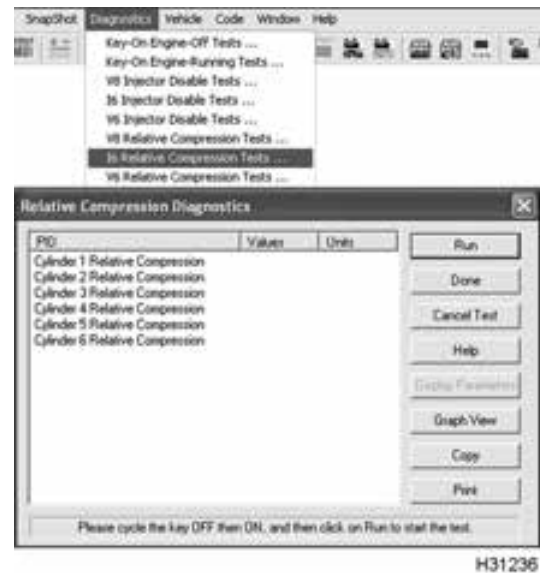 SnapShot Diagnostics Vehicle Code Window Help
Key-On Engine-Off Tests ...
Key-On Engine-Running Tests ...
V8 Injector Disable Tests ...
I6 Injector Disable Tests ...
V6 Injector Disable Tests ...
V8 Relative Compression Tests ...
I6 Relative Compression Tests ...
V6 Relative Compression Tests ...
Relative Compression Diagnostics
PID Values Units
Cylinder 1 Relative Compression
Cylinder 2 Relative Compression
Cylinder 3 Relative Compression
Cylinder 4 Relative Compression
Cylinder 5 Relative Compression
Cylinder 6 Relative Compression
Run
Done
Cancel Test
Help
Display Parameters
Graph View
Copy
Print
Please cycle the key OFF then ON, and then click on Run to start the test.
H31236